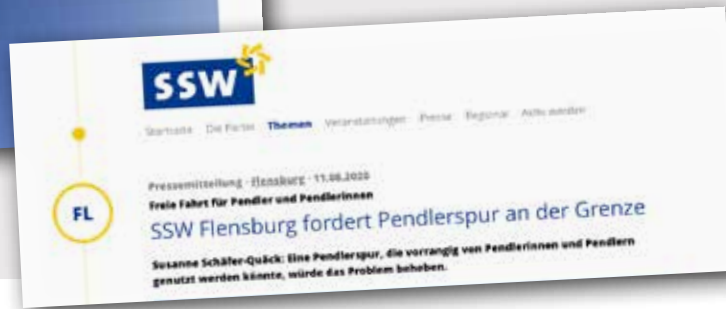 SSW
Startseite Die Partei Themen Veranstaltungen Presse Regional Aktiv werden
Pressemitteilung · Flensburg · 11.08.2020
Freie Fahrt für Pendler und Pendlerinnen
FL
SSW Flensburg fordert Pendlerspur an der Grenze
Susanne Schäfer-Quäck: Eine Pendlerspur, die vorrangig von Pendlerinnen und Pendlern
genutzt werden könnte, würde das Problem beheben.